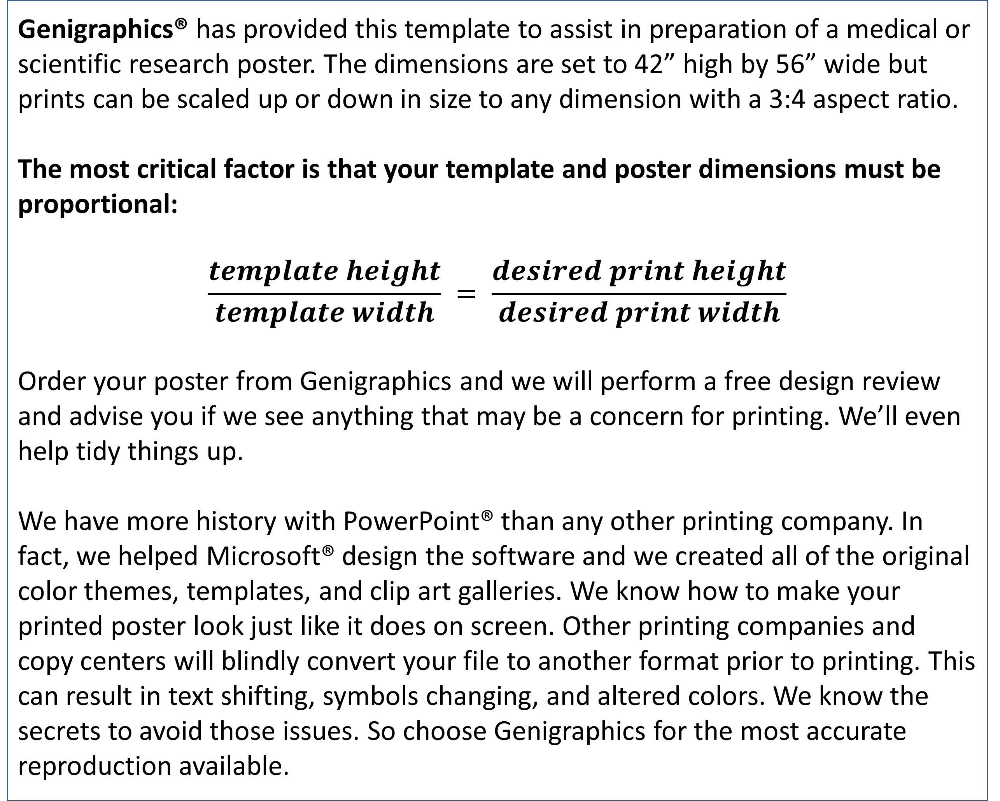 Genigraphics® has provided this template to assist in preparation of a medical or
scientific research poster. The dimensions are set to 42” high by 56” wide but
prints can be scaled up or down in size to any dimension with a 3:4 aspect ratio.
The most critical factor is that your template and poster dimensions must be
proportional:
template height / template width = desired print height / desired print width
Order your poster from Genigraphics and we will perform a free design review
and advise you if we see anything that may be a concern for printing. We’ll even
help tidy things up.
We have more history with PowerPoint® than any other printing company. In
fact, we helped Microsoft® design the software and we created all of the original
color themes, templates, and clip art galleries. We know how to make your
printed poster look just like it does on screen. Other printing companies and
copy centers will blindly convert your file to another format prior to printing. This
can result in text shifting, symbols changing, and altered colors. We know the
secrets to avoid those issues. So choose Genigraphics for the most accurate
reproduction available.